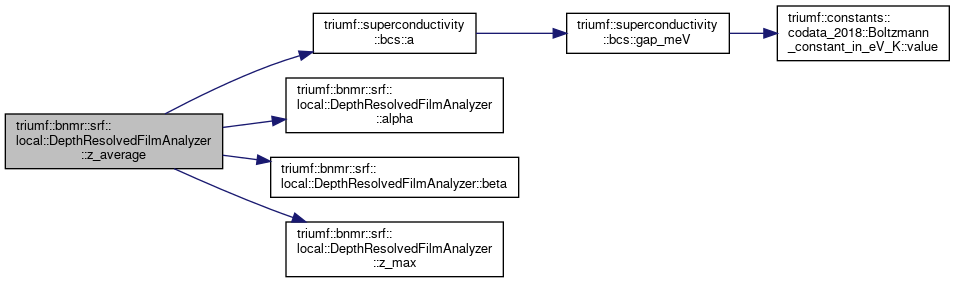 triumf::bnmr::srf::
local::DepthResolvedFilmAnalyzer
::z_average
triumf::superconductivity
::bcs::a
triumf::superconductivity
::bcs::gap_meV
triumf::constants::
codata_2018::Boltzmann
_constant_in_eV_K::value
triumf::bnmr::srf::
local::DepthResolvedFilmAnalyzer
::alpha
triumf::bnmr::srf::
local::DepthResolvedFilmAnalyzer::beta
triumf::bnmr::srf::
local::DepthResolvedFilmAnalyzer
::z_max